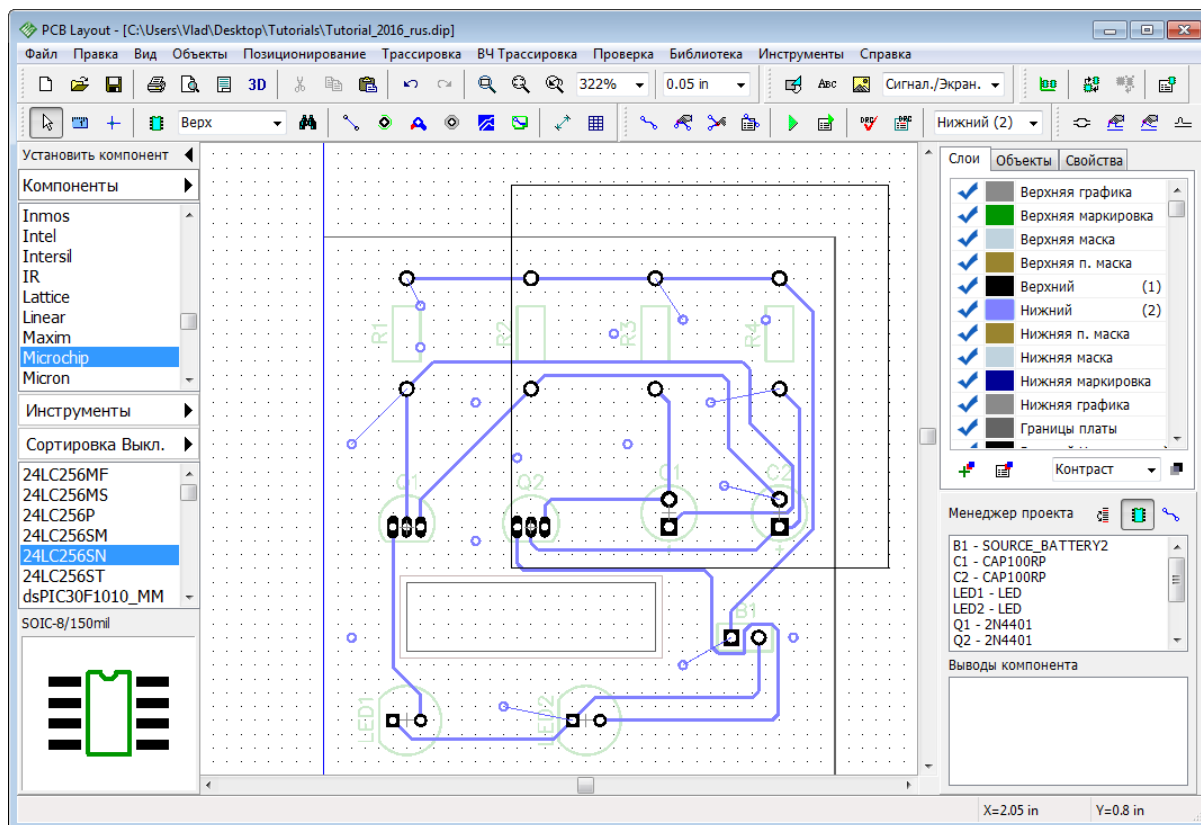 PCB Layout - [C:\Users\Vlad\Desktop\Tutorials\Tutorial_2016_rus.dip]
Файл Правка Вид Объекты Позиционирование Трассировка ВЧ Трассировка Проверка Библиотека Инструменты Справка
3D 322% 0.05 in ABC Сигнал./Экран.
Верх DRC DRC Нижний (2)
Установить компонент
Компоненты
Inmos
Intel
Intersil
IR
Lattice
Linear
Maxim
Microchip
Micron
Инструменты
Сортировка Выкл.
24LC256MF
24LC256MS
24LC256P
24LC256SM
24LC256SN
24LC256ST
dsPIC30F1010_MM
SOIC-8/150mil
R1
R2
R3
R4
Q1
Q2
C1
C2
B1
LED1
LED2
Слои Объекты Свойства
Верхняя графика
Верхняя маркировка
Верхняя маска
Верхняя п. маска
Верхний (1)
Нижний (2)
Нижняя п. маска
Нижняя маска
Нижняя маркировка
Нижняя графика
Границы платы
Контраст
Менеджер проекта
B1 - SOURCE_BATTERY2
C1 - CAP100RP
C2 - CAP100RP
LED1 - LED
LED2 - LED
Q1 - 2N4401
Q2 - 2N4401
Выводы компонента
X=2.05 in Y=0.8 in